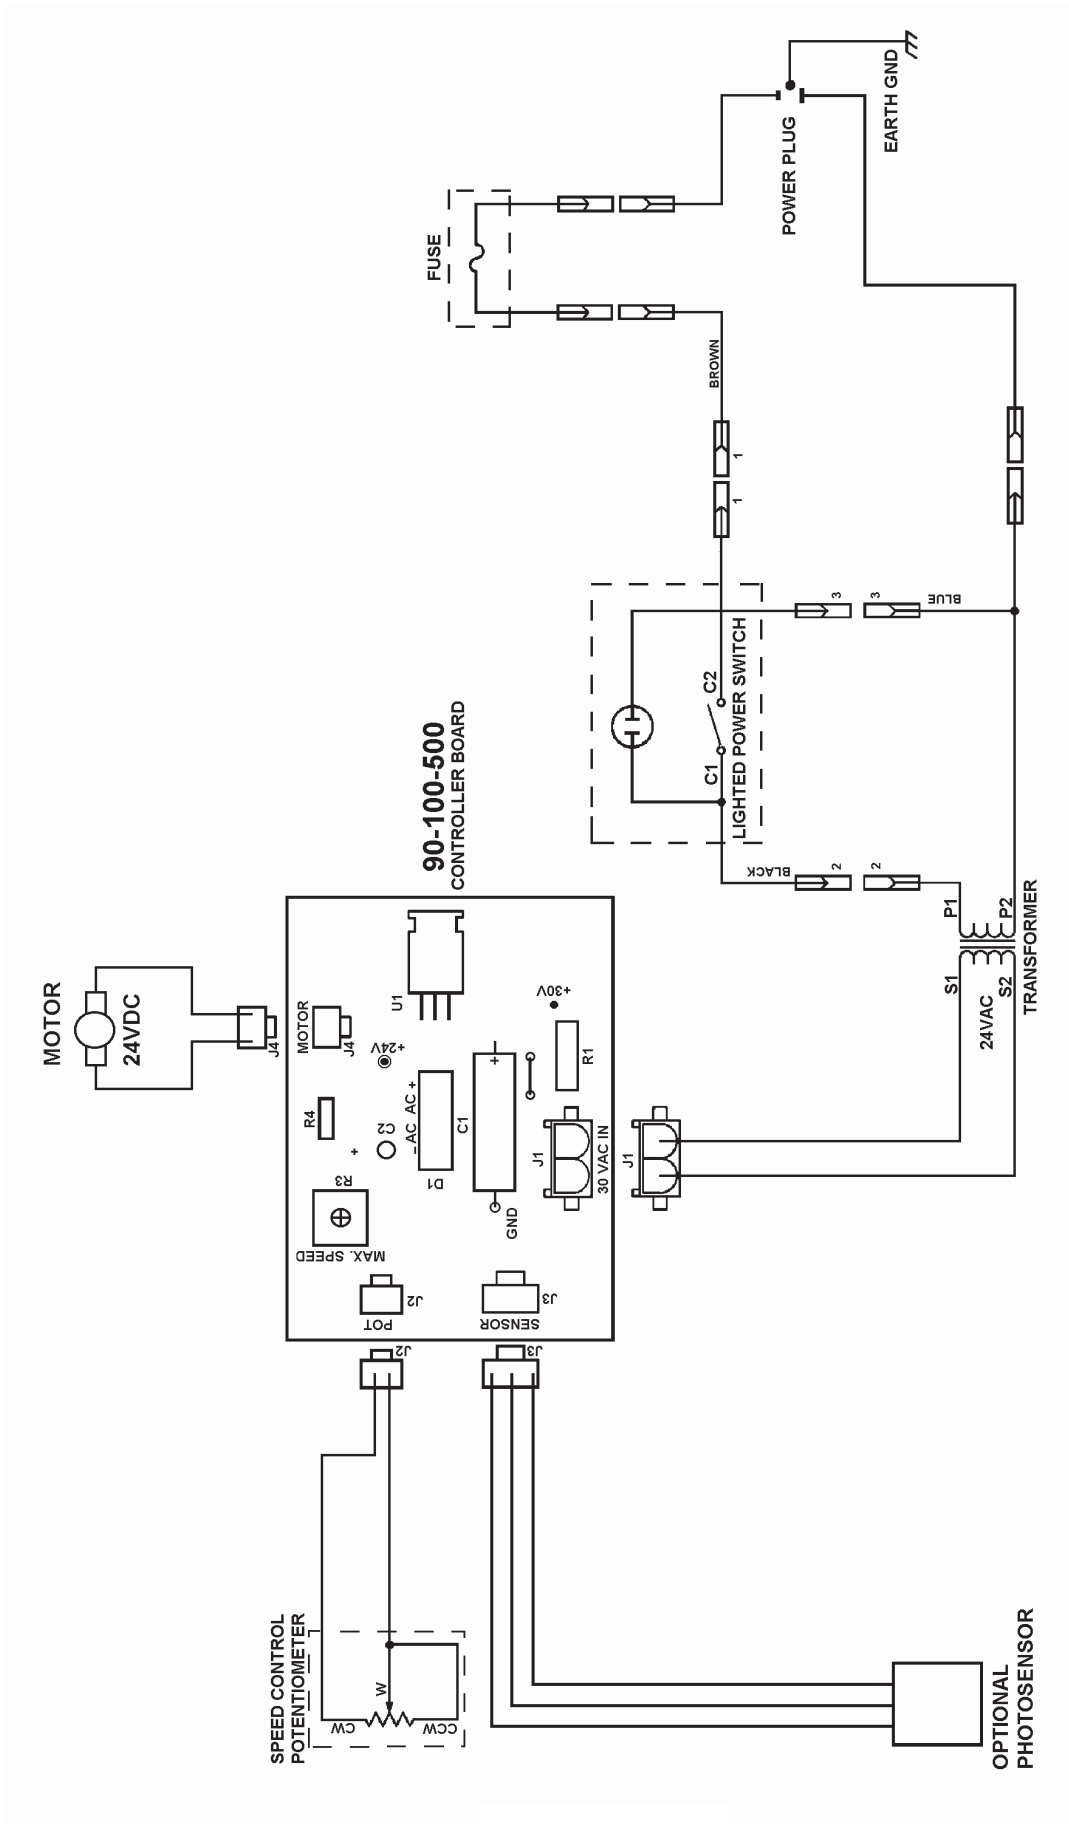 MOTOR
24VDC
J4
MOTOR
J4
90-100-500
CONTROLLER BOARD
U1
+24V
+30V
R4
+
C2
– AC AC +
D1
C1
+
GND
R1
R3
MAX. SPEED
J1
30 VAC IN
J1
J2
POT
J2
J3
SENSOR
J3
SPEED CONTROL
POTENTIOMETER
CW
W
CCW
OPTIONAL
PHOTOSENSOR
FUSE
POWER PLUG
EARTH GND
BROWN
1
1
3
3
BLUE
C2
C1
LIGHTED POWER SWITCH
BLACK
2
2
P1
P2
S1
S2
24VAC
TRANSFORMER